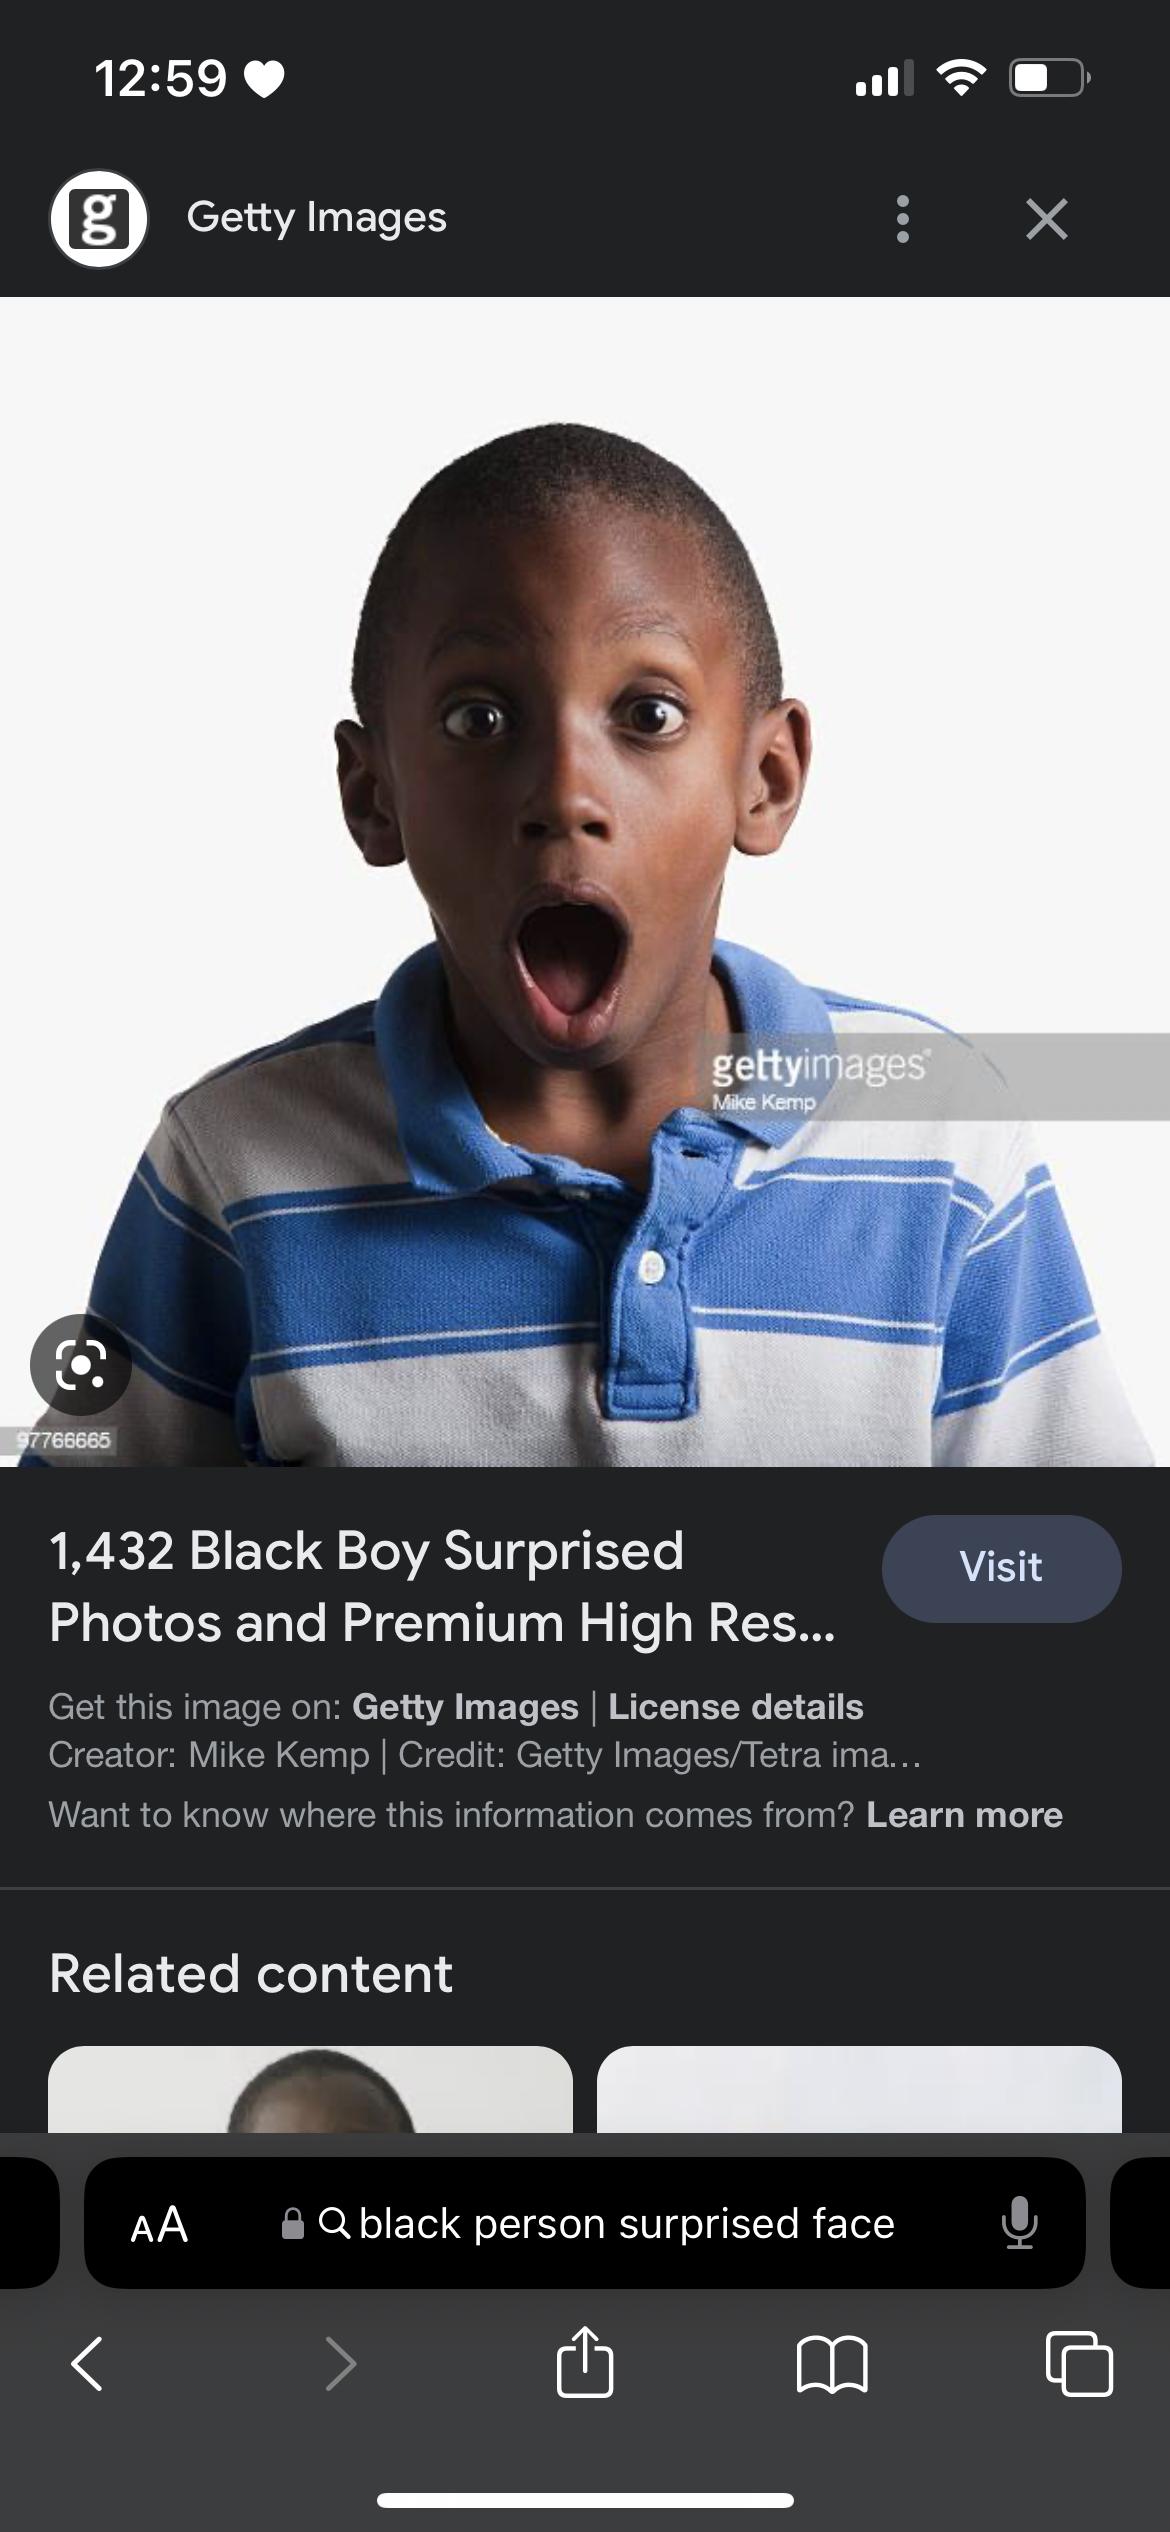 12:59
g
Getty Images
gettyimages®
Mike Kemp
97766665
1,432 Black Boy Surprised
Photos and Premium High Res...
Visit
Get this image on: Getty Images | License details
Creator: Mike Kemp | Credit: Getty Images/Tetra ima...
Want to know where this information comes from? Learn more
Related content
AA
black person surprised face